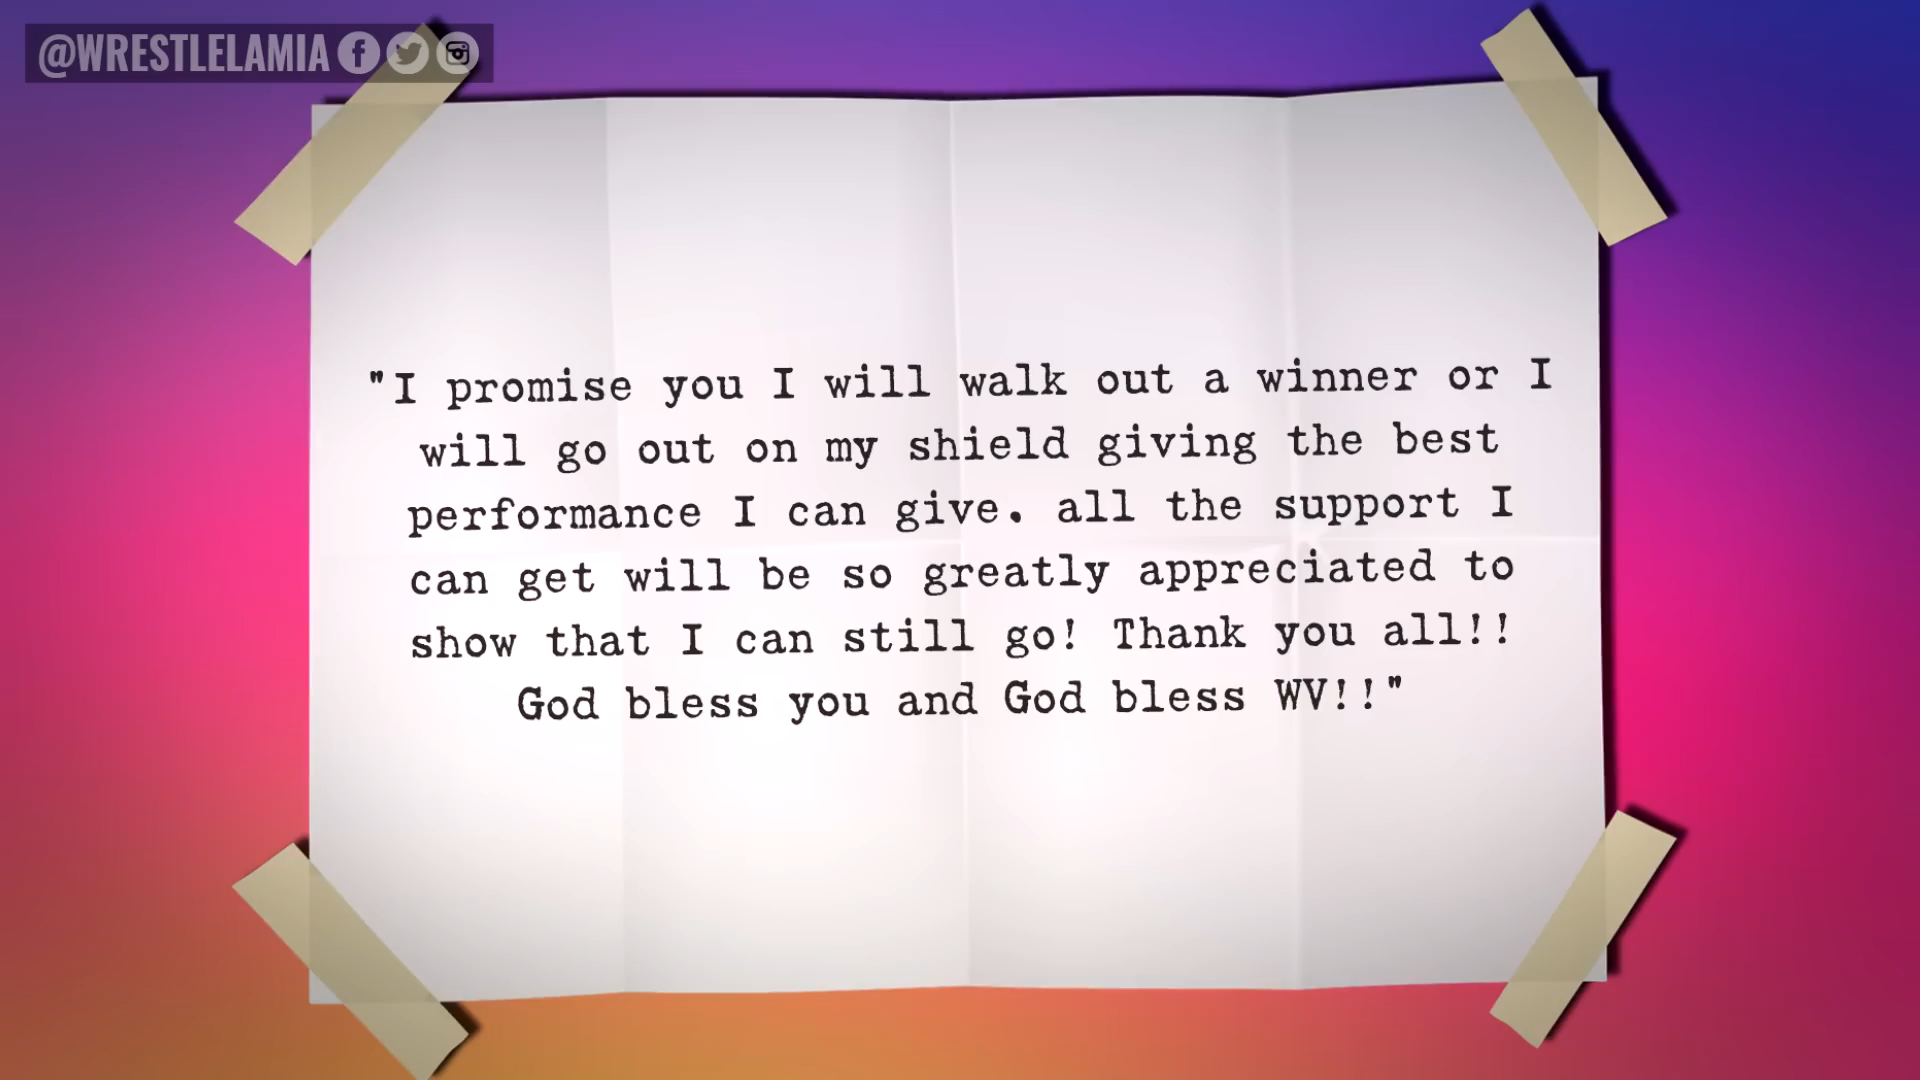 @WRESTLELAMIA
"I promise you I will walk out a winner or I
will go out on my shield giving the best
performance I can give. all the support I
can get will be so greatly appreciated to
show that I can still go! Thank you all!!
God bless you and God bless WV!!"